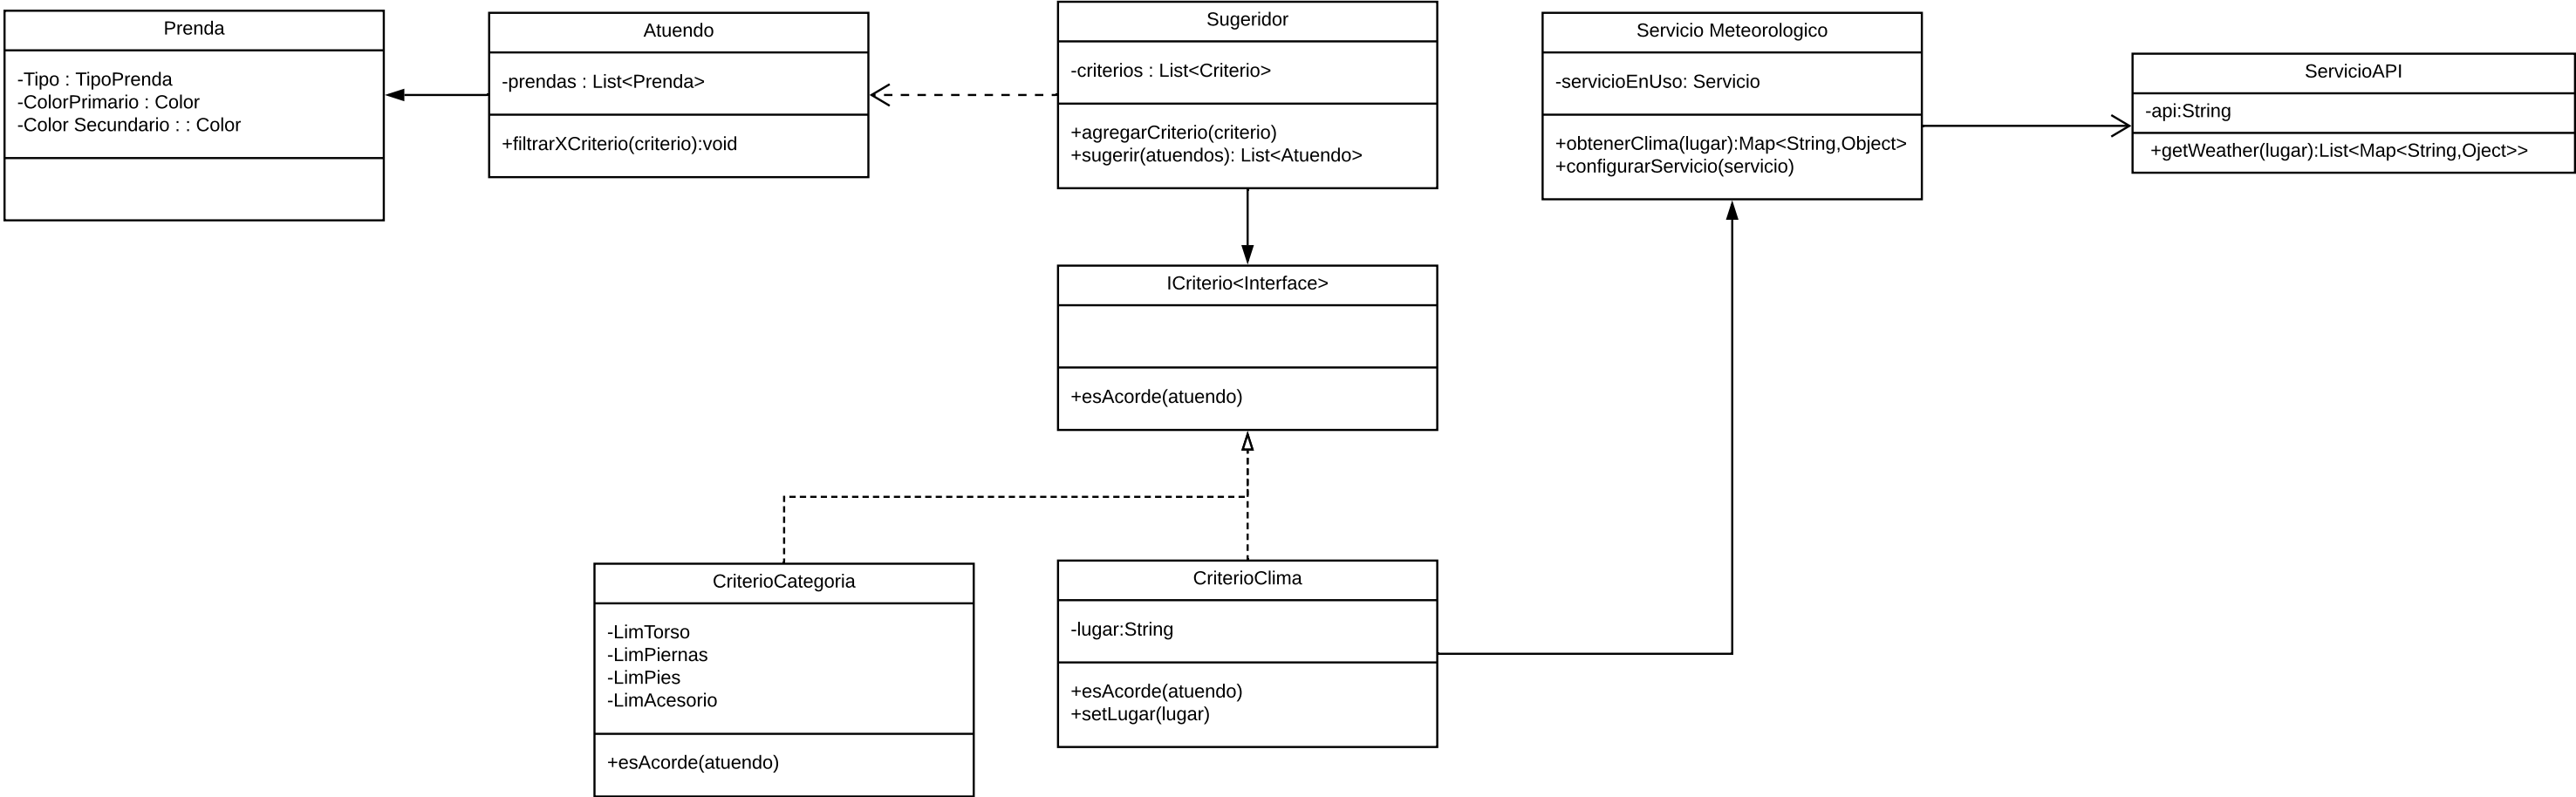 Prenda
-Tipo : TipoPrenda
-ColorPrimario : Color
-Color Secundario : : Color
Atuendo
-prendas : List<Prenda>
+filtrarXCriterio(criterio):void
Sugeridor
-criterios : List<Criterio>
+agregarCriterio(criterio)
+sugerir(atuendos): List<Atuendo>
Servicio Meteorologico
-servicioEnUso: Servicio
+obtenerClima(lugar):Map<String,Object>
+configurarServicio(servicio)
ServicioAPI
-api:String
+getWeather(lugar):List<Map<String,Oject>>
ICriterio<Interface>
+esAcorde(atuendo)
CriterioCategoria
-LimTorso
-LimPiernas
-LimPies
-LimAcesorio
+esAcorde(atuendo)
CriterioClima
-lugar:String
+esAcorde(atuendo)
+setLugar(lugar)